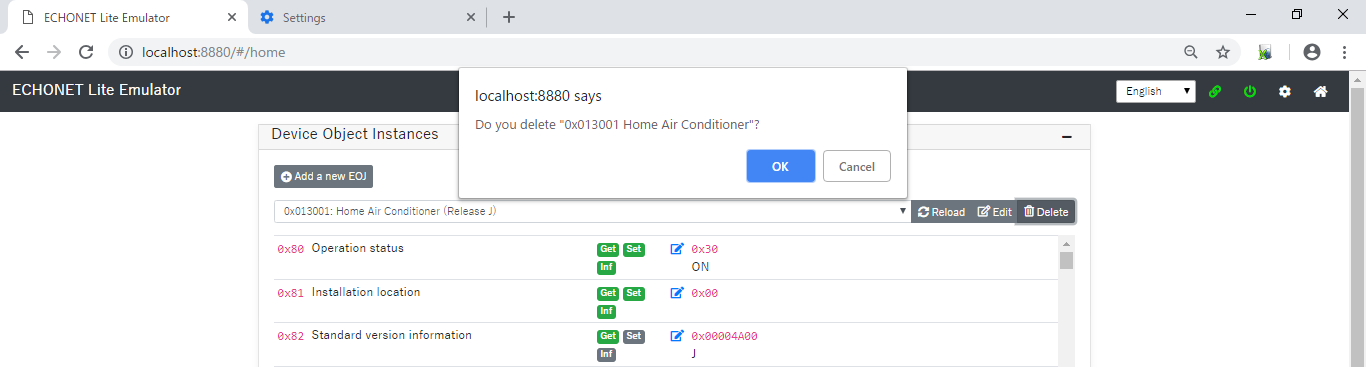 ECHONET Lite Emulator
Settings
localhost:8880/#/home
ECHONET Lite Emulator
English
localhost:8880 says
Do you delete "0x013001 Home Air Conditioner"?
OK
Cancel
Device Object Instances
Add a new EOJ
0x013001: Home Air Conditioner (Release J)
Reload
Edit
Delete
0x80 Operation status Get Set 0x30
Inf ON
0x81 Installation location Get Set 0x00
Inf
0x82 Standard version information Get Set 0x00004A00
Inf J